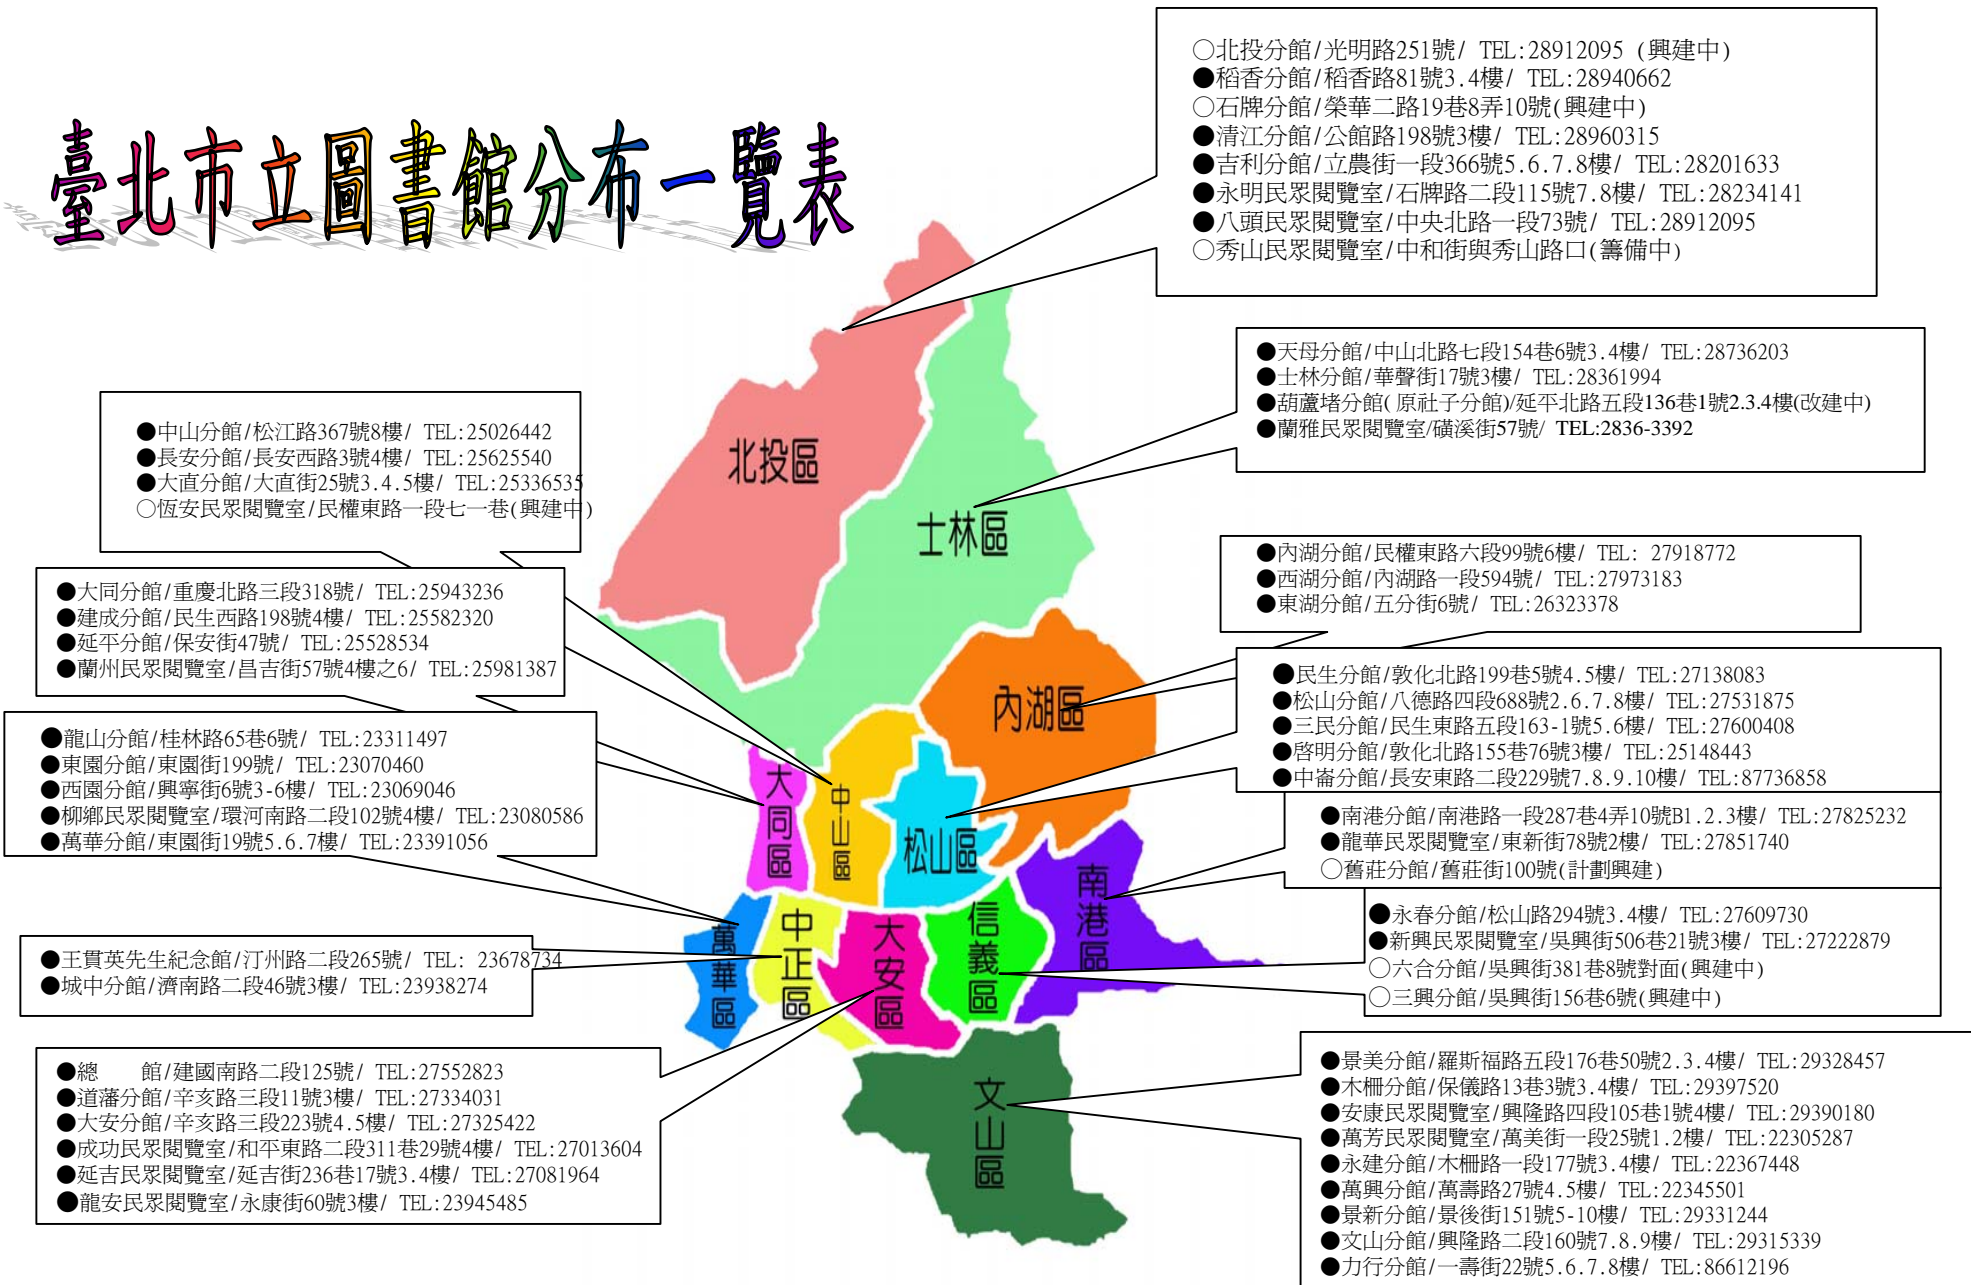 臺北市立圖書館分布一覽表
○北投分館/光明路251號/ TEL:28912095 (興建中)
●稻香分館/稻香路81號3.4樓/ TEL:28940662
○石牌分館/榮華二路19巷8弄10號(興建中)
●清江分館/公館路198號3樓/ TEL:28960315
●吉利分館/立農街一段366號5.6.7.8樓/ TEL:28201633
●永明民眾閱覽室/石牌路二段115號7.8樓/ TEL:28234141
●八頭民眾閱覽室/中央北路一段73號/ TEL:28912095
○秀山民眾閱覽室/中和街與秀山路口(籌備中)
●天母分館/中山北路七段154巷6號3.4樓/ TEL:28736203
●士林分館/華聲街17號3樓/ TEL:28361994
●葫蘆堵分館( 原社子分館)/延平北路五段136巷1號2.3.4樓(改建中)
●蘭雅民眾閱覽室/磺溪街57號/ TEL:2836-3392
●中山分館/松江路367號8樓/ TEL:25026442
●長安分館/長安西路3號4樓/ TEL:25625540
●大直分館/大直街25號3.4.5樓/ TEL:25336535
○恆安民眾閱覽室/民權東路一段七一巷(興建中)
●內湖分館/民權東路六段99號6樓/ TEL: 27918772
●西湖分館/內湖路一段594號/ TEL:27973183
●東湖分館/五分街6號/ TEL:26323378
●大同分館/重慶北路三段318號/ TEL:25943236
●建成分館/民生西路198號4樓/ TEL:25582320
●延平分館/保安街47號/ TEL:25528534
●蘭州民眾閱覽室/昌吉街57號4樓之6/ TEL:25981387
●民生分館/敦化北路199巷5號4.5樓/ TEL:27138083
●松山分館/八德路四段688號2.6.7.8樓/ TEL:27531875
●三民分館/民生東路五段163-1號5.6樓/ TEL:27600408
●啓明分館/敦化北路155巷76號3樓/ TEL:25148443
●中崙分館/長安東路二段229號7.8.9.10樓/ TEL:87736858
●龍山分館/桂林路65巷6號/ TEL:23311497
●東園分館/東園街199號/ TEL:23070460
●西園分館/興寧街6號3-6樓/ TEL:23069046
●柳鄉民眾閱覽室/環河南路二段102號4樓/ TEL:23080586
●萬華分館/東園街19號5.6.7樓/ TEL:23391056
●南港分館/南港路一段287巷4弄10號B1.2.3樓/ TEL:27825232
●龍華民眾閱覽室/東新街78號2樓/ TEL:27851740
○舊莊分館/舊莊街100號(計劃興建)
●永春分館/松山路294號3.4樓/ TEL:27609730
●新興民眾閱覽室/吳興街506巷21號3樓/ TEL:27222879
○六合分館/吳興街381巷8號對面(興建中)
○三興分館/吳興街156巷6號(興建中)
●王貫英先生紀念館/汀州路二段265號/ TEL: 23678734
●城中分館/濟南路二段46號3樓/ TEL:23938274
●總 館/建國南路二段125號/ TEL:27552823
●道藩分館/辛亥路三段11號3樓/ TEL:27334031
●大安分館/辛亥路三段223號4.5樓/ TEL:27325422
●成功民眾閱覽室/和平東路二段311巷29號4樓/ TEL:27013604
●延吉民眾閱覽室/延吉街236巷17號3.4樓/ TEL:27081964
●龍安民眾閱覽室/永康街60號3樓/ TEL:23945485
●景美分館/羅斯福路五段176巷50號2.3.4樓/ TEL:29328457
●木柵分館/保儀路13巷3號3.4樓/ TEL:29397520
●安康民眾閱覽室/興隆路四段105巷1號4樓/ TEL:29390180
●萬芳民眾閱覽室/萬美街一段25號1.2樓/ TEL:22305287
●永建分館/木柵路一段177號3.4樓/ TEL:22367448
●萬興分館/萬壽路27號4.5樓/ TEL:22345501
●景新分館/景後街151號5-10樓/ TEL:29331244
●文山分館/興隆路二段160號7.8.9樓/ TEL:29315339
●力行分館/一壽街22號5.6.7.8樓/ TEL:86612196
北投區
士林區
內湖區
大同區
中山區
松山區
南港區
萬華區
中正區
大安區
信義區
文山區